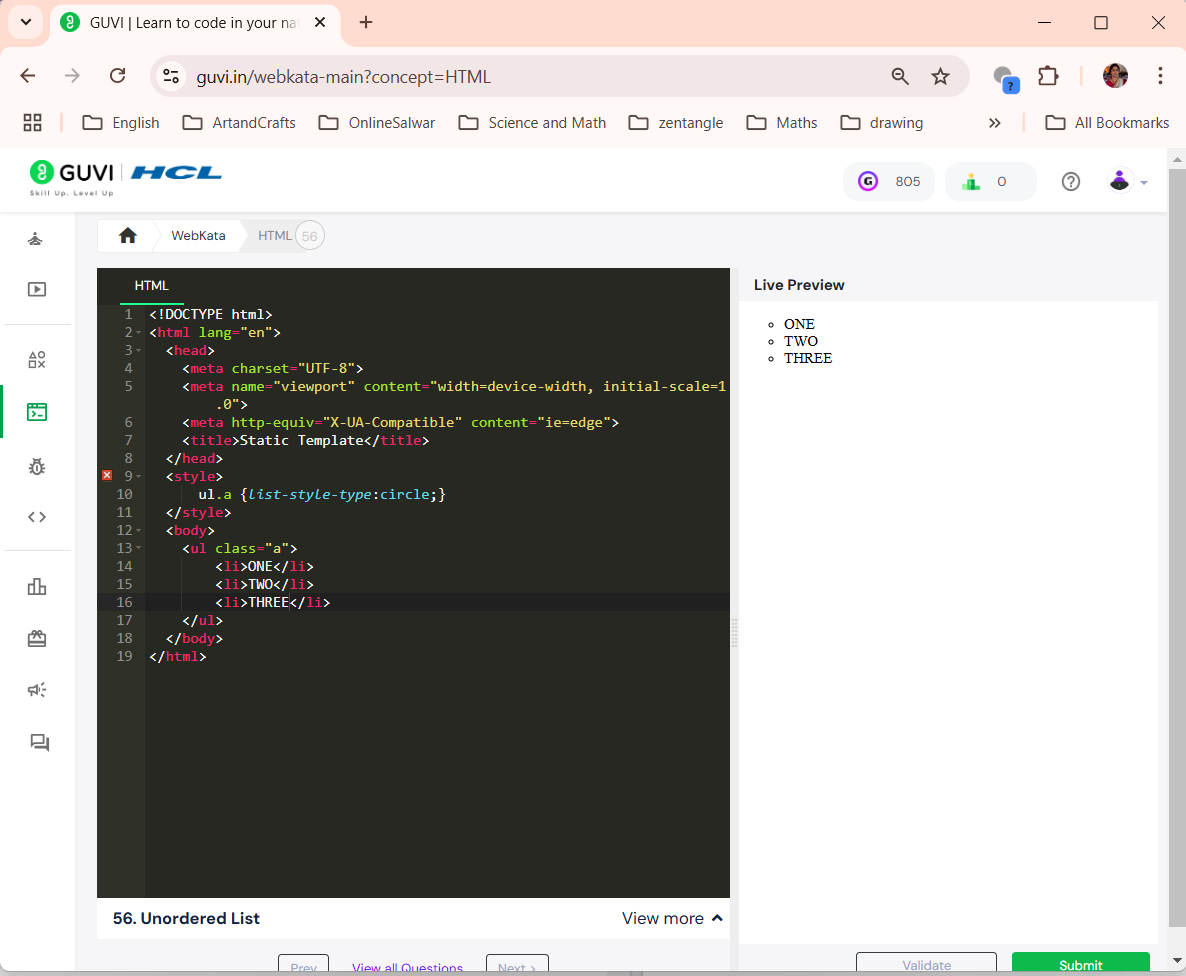 GUVI | Learn to code in your na
guvi.in/webkata-main?concept=HTML
?
English
ArtandCrafts
OnlineSalwar
Science and Math
zentangle
Maths
drawing
All Bookmarks
GUVI | HCL
Skill Up. Level Up
G 805
0
WebKata
HTML 56
HTML
1 <!DOCTYPE html>
2 <html lang="en">
3   <head>
4     <meta charset="UTF-8">
5     <meta name="viewport" content="width=device-width, initial-scale=1
        .0">
6     <meta http-equiv="X-UA-Compatible" content="ie=edge">
7     <title>Static Template</title>
8   </head>
9   <style>
10       ul.a {list-style-type:circle;}
11   </style>
12   <body>
13     <ul class="a">
14         <li>ONE</li>
15         <li>TWO</li>
16         <li>THREE</li>
17     </ul>
18   </body>
19 </html>
Live Preview
ONE
TWO
THREE
56. Unordered List
View more
Prev
View all Questions
Next >
Validate
Submit